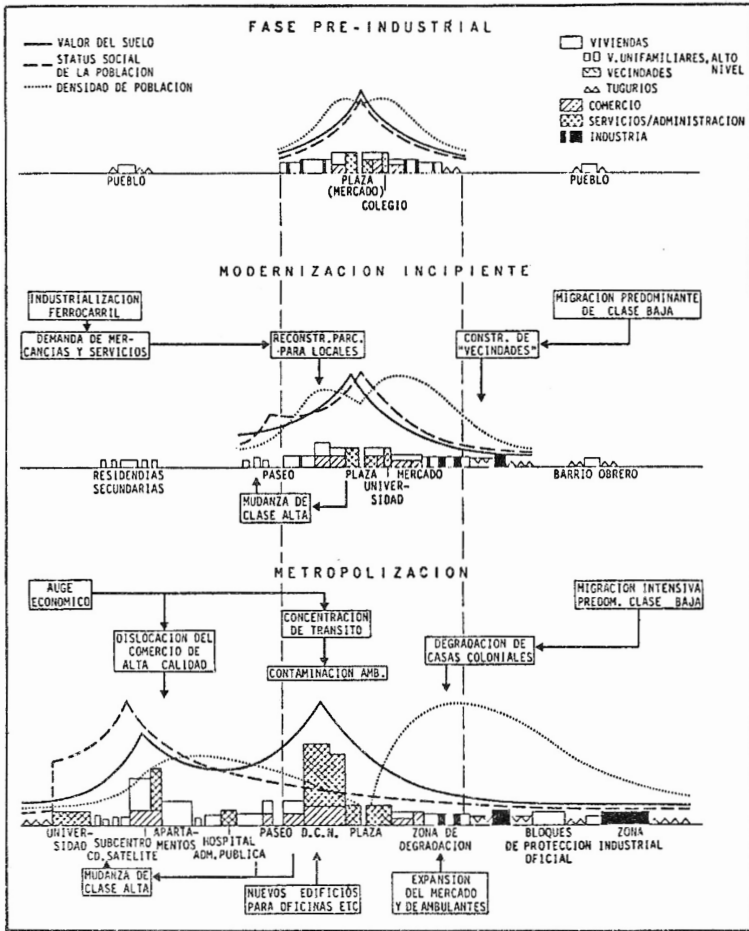 FASE PRE-INDUSTRIAL
VALOR DEL SUELO
STATUS SOCIAL
DE LA POBLACION
DENSIDAD DE POBLACION
VIVIENDAS
V.UNIFAMILIARES,ALTO
NIVEL
VECINDADES
TUGURIOS
COMERCIO
SERVICIOS/ADMINISTRACION
INDUSTRIA
PUEBLO
PLAZA
(MERCADO)
COLEGIO
PUEBLO
MODERNIZACION INCIPIENTE
INDUSTRIALIZACION
FERROCARRIL
DEMANDA DE MER-
CANCIAS Y SERVICIOS
RECONSTR.PARC.
PARA LOCALES
CONSTR. DE
"VECINDADES"
MIGRACION PREDOMINANTE
DE CLASE BAJA
RESIDENDIAS
SECUNDARIAS
PASEO
PLAZA
MERCADO
UNIVER-
SIDAD
BARRIO OBRERO
MUDANZA DE
CLASE ALTA
METROPOLIZACION
AUGE
ECONOMICO
DISLOCACION DEL
COMERCIO DE
ALTA CALIDAD
CONCENTRACION
DE TRANSITO
CONTAMINACION AMB.
DEGRADACION DE
CASAS COLONIALES
MIGRACION INTENSIVA
PREDOM. CLASE BAJA
UNIVER-
SIDAD
SUBCENTRO
CD.SATELITE
APARTA-
MENTOS
HOSPITAL
ADM.PUBLICA
PASEO
D.C.N.
PLAZA
ZONA DE
DEGRADACION
BLOQUES
DE PROTECCION
OFICIAL
ZONA
INDUSTRIAL
MUDANZA DE
CLASE ALTA
NUEVOS EDIFICIOS
PARA OFICINAS ETC
EXPANSION
DEL MERCADO
Y DE AMBULANTES